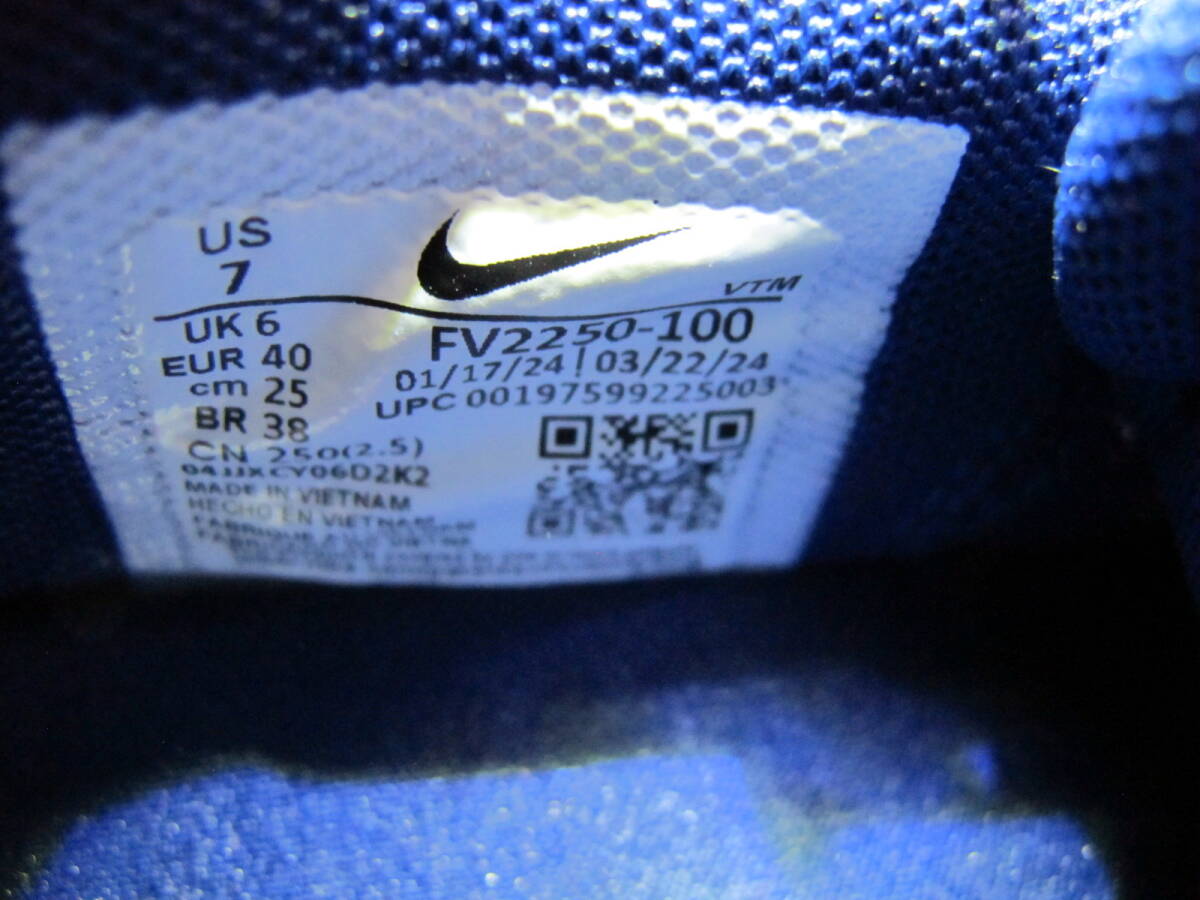 US
7
VTM
UK 6
FV2250-100
EUR 40
01/17/24 | 03/22/24
cm 25
UPC 00197599225003
BR 38
CN 250(2.5)
04JJXCY06D2K2
MADE IN VIETNAM
HECHO EN VIETNAM